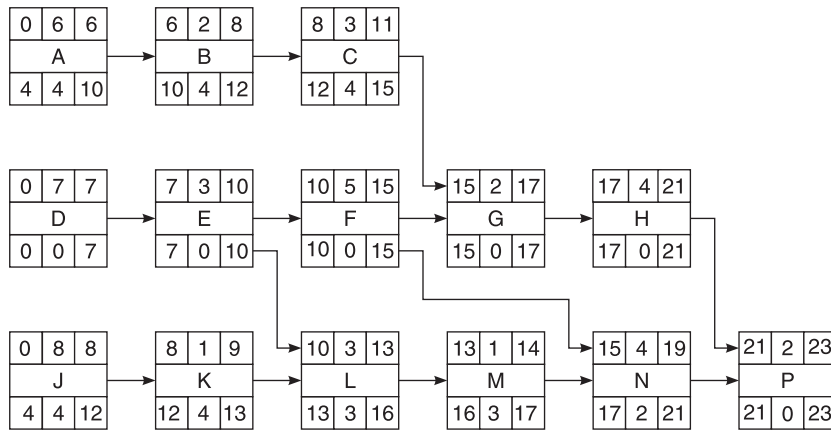 0 6 6 6 2 8 8 3 11
A B C
4 4 10 10 4 12 12 4 15
0 7 7 7 3 10 10 5 15 15 2 17 17 4 21
D E F G H
0 0 7 7 0 10 10 0 15 15 0 17 17 0 21
0 8 8 8 1 9 10 3 13 13 1 14 15 4 19 21 2 23
J K L M N P
4 4 12 12 4 13 13 3 16 16 3 17 17 2 21 21 0 23